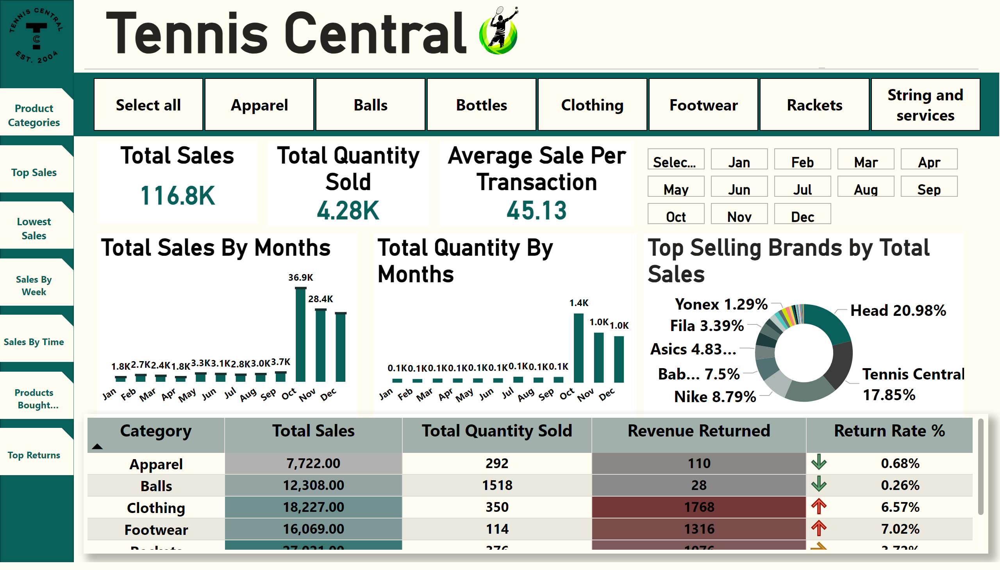 TENNIS CENTRAL
T
C
EST. 2004
Tennis Central
Product
Categories
Top Sales
Lowest
Sales
Sales By
Week
Sales By Time
Products
Bought...
Top Returns
Select all
Apparel
Balls
Bottles
Clothing
Footwear
Rackets
String and
services
Total Sales
116.8K
Total Quantity
Sold
4.28K
Average Sale Per
Transaction
45.13
Selec...
Jan
Feb
Mar
Apr
May
Jun
Jul
Aug
Sep
Oct
Nov
Dec
Total Sales By Months
36.9K
28.4K
1.8K 2.7K 2.4K 1.8K 3.3K 3.1K 2.8K 3.0K 3.7K
Jan Feb Mar Apr May Jun Jul Aug Sep Oct Nov Dec
Total Quantity By
Months
1.4K
1.0K 1.0K
0.1K 0.1K 0.1K 0.1K 0.1K 0.1K 0.1K 0.1K 0.1K
Jan Feb Mar Apr May Jun Jul Aug Sep Oct Nov Dec
Top Selling Brands by Total
Sales
Yonex 1.29%
Head 20.98%
Fila 3.39%
Asics 4.83...
Bab... 7.5%
Tennis Central
17.85%
Nike 8.79%
Category Total Sales Total Quantity Sold Revenue Returned Return Rate %
Apparel 7,722.00 292 110 0.68%
Balls 12,308.00 1518 28 0.26%
Clothing 18,227.00 350 1768 6.57%
Footwear 16,069.00 114 1316 7.02%